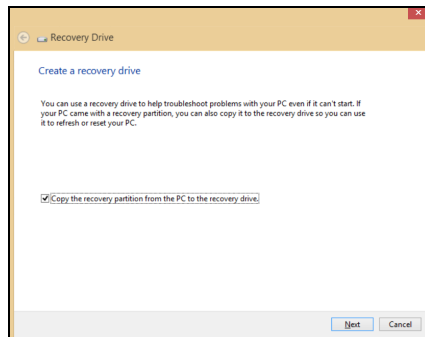 Recovery Drive
Create a recovery drive
You can use a recovery drive to help troubleshoot problems with your PC even if it can't start. If
your PC came with a recovery partition, you can also copy it to the recovery drive so you can use
it to refresh or reset your PC.
Copy the recovery partition from the PC to the recovery drive.
Next Cancel